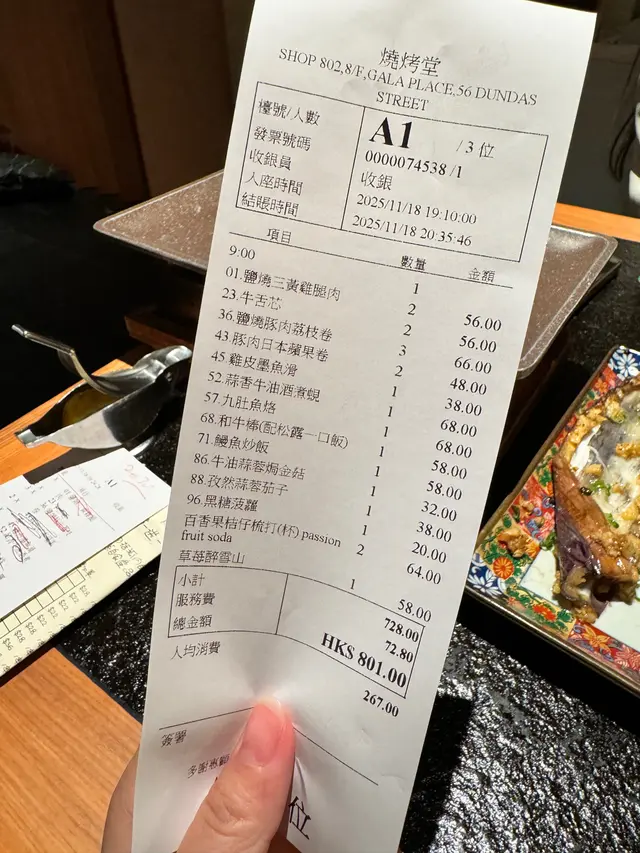 燒烤堂
SHOP 802,8/F,GALA PLACE,56 DUNDAS
STREET
檯號/人數 A1 /3 位
發票號碼 0000074538 /1
收銀員 收銀
入座時間 2025/11/18 19:10:00
結賬時間 2025/11/18 20:35:46
項目 數量 金額
9:00
01.鹽燒三黃雞腿肉 1 56.00
23.牛舌芯 2 56.00
36.鹽燒豚肉荔枝卷 2 66.00
43.豚肉日本蘋果卷 3 48.00
45.雞皮墨魚滑 2 38.00
52.蒜香牛油酒煮蜆 1 68.00
57.九肚魚烙 1 68.00
68.和牛棒(配松露一口飯) 1 58.00
71.鰻魚炒飯 1 58.00
86.牛油蒜蓉焗金菇 1 32.00
88.孜然蒜蓉茄子 1 38.00
96.黑糖菠蘿 1 20.00
百香果桔仔梳打(杯) passion 2 64.00
fruit soda
草莓醉雪山 1 58.00
小計 728.00
服務費 72.80
總金額 HK$ 801.00
人均消費 267.00
簽署
多謝惠顧
位